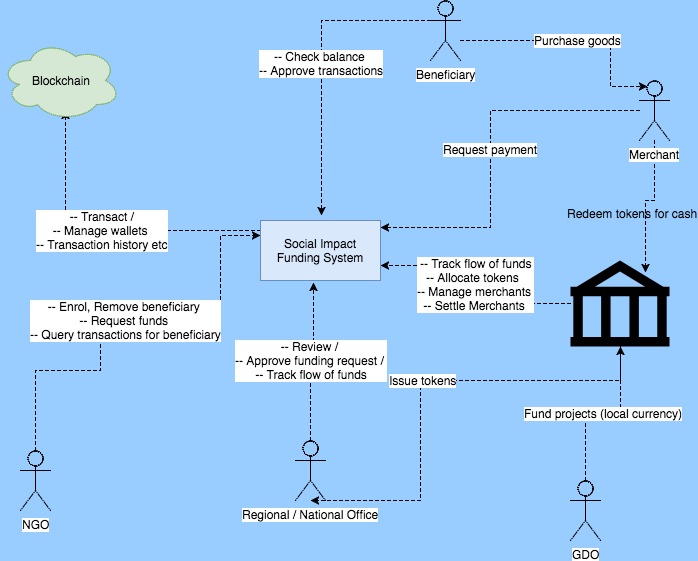 -- Check balance
-- Approve transactions
Beneficiary
Purchase goods
Blockchain
Request payment
Merchant
-- Transact /
-- Manage wallets
-- Transaction history etc
Redeem tokens for cash
Social Impact
Funding System
-- Track flow of funds
-- Allocate tokens
-- Manage merchants
-- Settle Merchants
-- Enrol, Remove beneficiary
-- Request funds
-- Query transactions for beneficiary
-- Review /
-- Approve funding request /
-- Track flow of funds
Issue tokens
Fund projects (local currency)
NGO
Regional / National Office
GDO